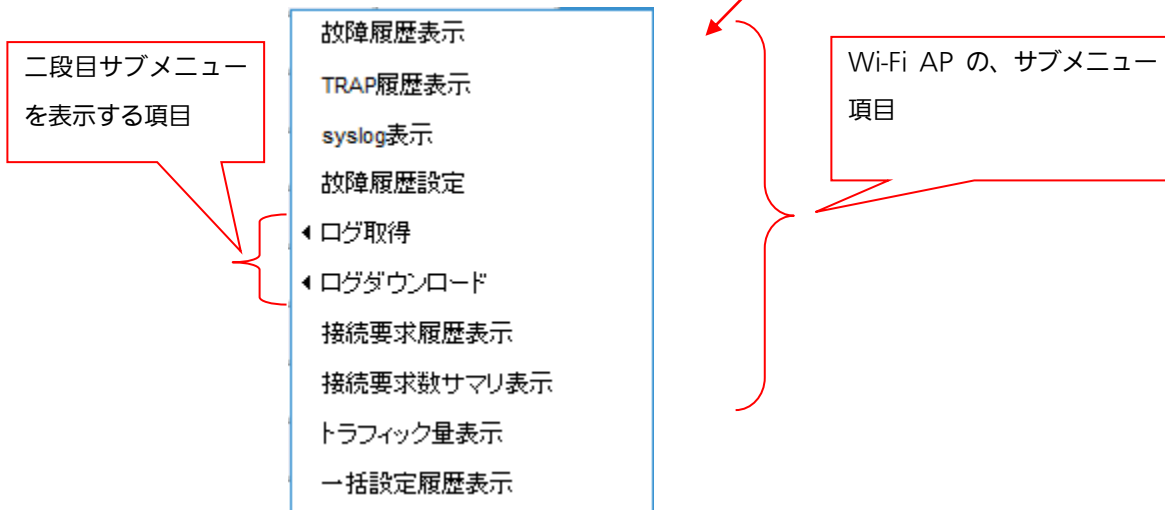 二段目サブメニュー
を表示する項目
故障履歴表示
TRAP履歴表示
syslog表示
故障履歴設定
ログ取得
ログダウンロード
接続要求履歴表示
接続要求数サマリ表示
トラフィック量表示
一括設定履歴表示
Wi-Fi AP の、サブメニュー
項目